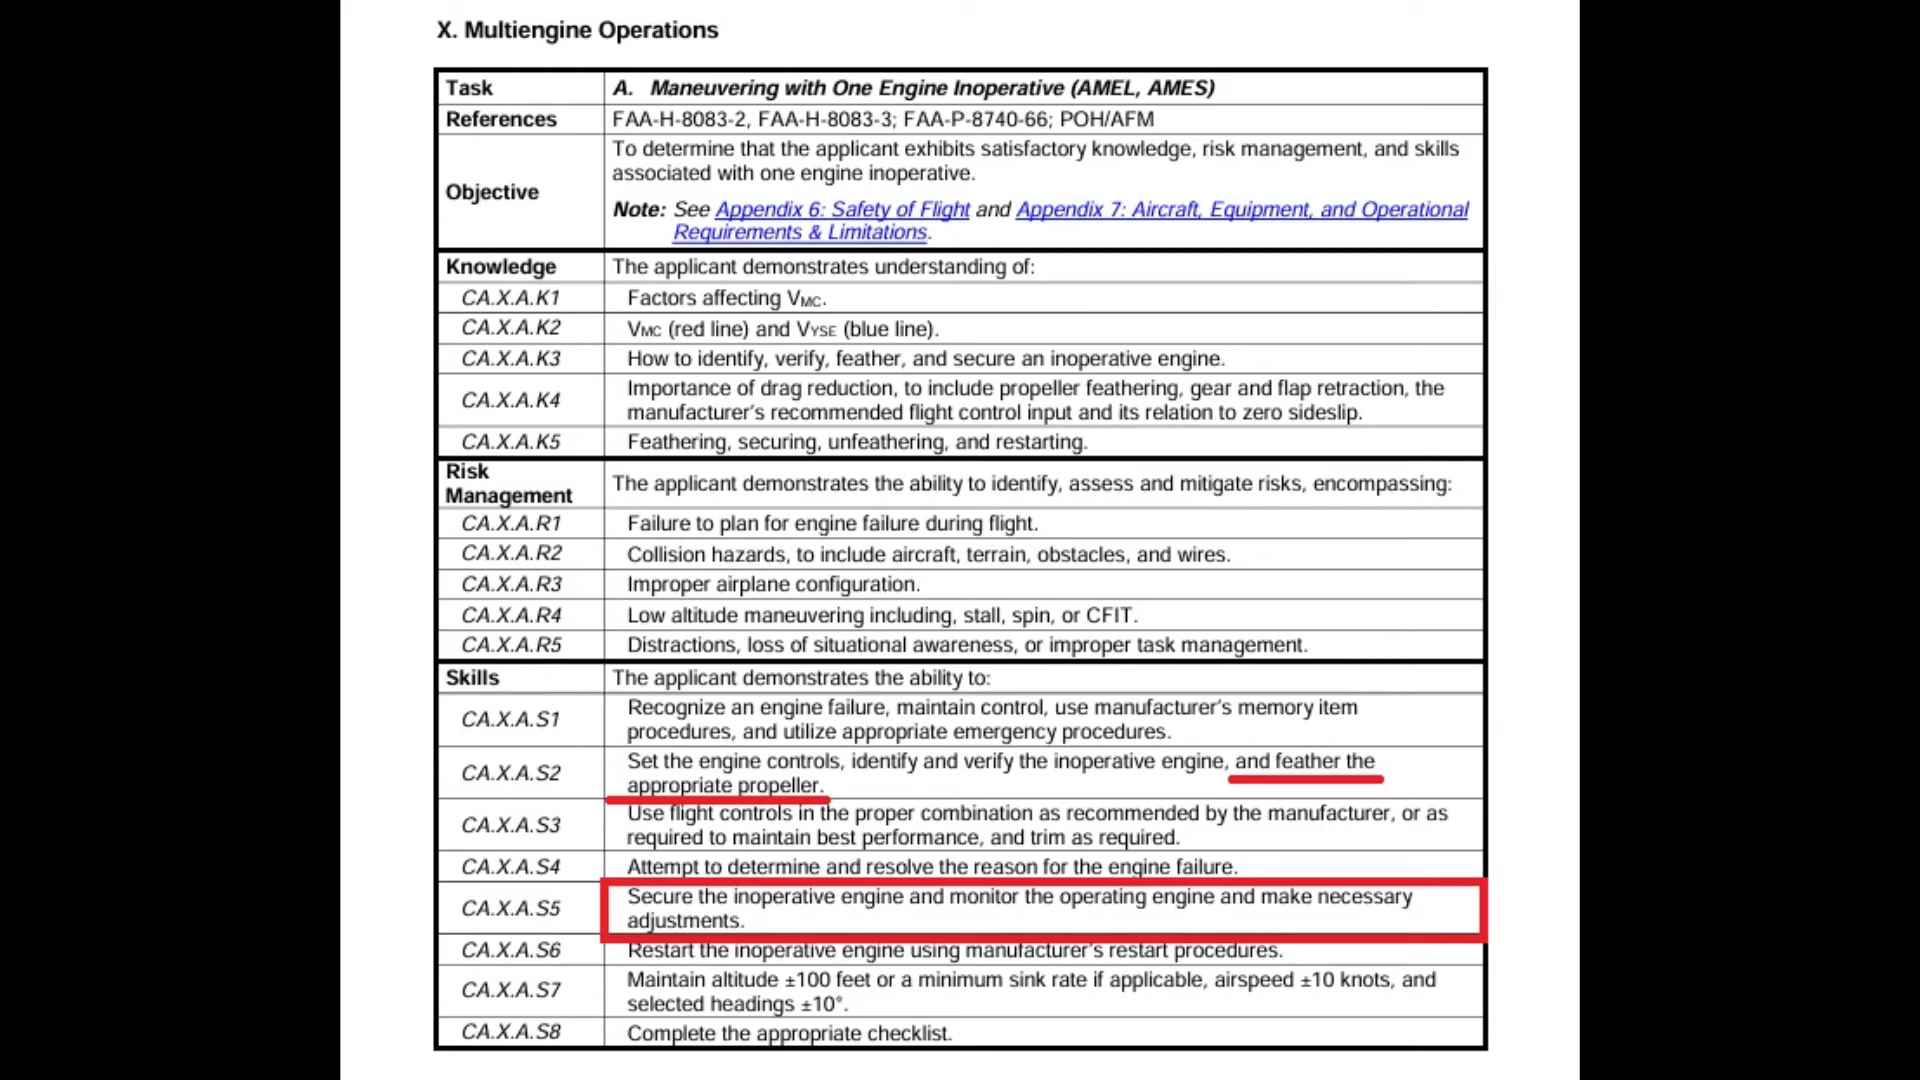 X. Multiengine Operations
Task
A. Maneuvering with One Engine Inoperative (AMEL, AMES)
References
FAA-H-8083-2, FAA-H-8083-3; FAA-P-8740-66; POH/AFM
Objective
To determine that the applicant exhibits satisfactory knowledge, risk management, and skills
associated with one engine inoperative.
Note: See Appendix 6: Safety of Flight and Appendix 7: Aircraft, Equipment, and Operational
Requirements & Limitations.
Knowledge
The applicant demonstrates understanding of:
CA.X.A.K1
Factors affecting VMC.
CA.X.A.K2
VMC (red line) and VYSE (blue line).
CA.X.A.K3
How to identify, verify, feather, and secure an inoperative engine.
CA.X.A.K4
Importance of drag reduction, to include propeller feathering, gear and flap retraction, the
manufacturer's recommended flight control input and its relation to zero sideslip.
CA.X.A.K5
Feathering, securing, unfeathering, and restarting.
Risk
Management
The applicant demonstrates the ability to identify, assess and mitigate risks, encompassing:
CA.X.A.R1
Failure to plan for engine failure during flight.
CA.X.A.R2
Collision hazards, to include aircraft, terrain, obstacles, and wires.
CA.X.A.R3
Improper airplane configuration.
CA.X.A.R4
Low altitude maneuvering including, stall, spin, or CFIT.
CA.X.A.R5
Distractions, loss of situational awareness, or improper task management.
Skills
The applicant demonstrates the ability to:
CA.X.A.S1
Recognize an engine failure, maintain control, use manufacturer's memory item
procedures, and utilize appropriate emergency procedures.
CA.X.A.S2
Set the engine controls, identify and verify the inoperative engine, and feather the
appropriate propeller.
CA.X.A.S3
Use flight controls in the proper combination as recommended by the manufacturer, or as
required to maintain best performance, and trim as required.
CA.X.A.S4
Attempt to determine and resolve the reason for the engine failure.
CA.X.A.S5
Secure the inoperative engine and monitor the operating engine and make necessary
adjustments.
CA.X.A.S6
Restart the inoperative engine using manufacturer's restart procedures.
CA.X.A.S7
Maintain altitude ±100 feet or a minimum sink rate if applicable, airspeed ±10 knots, and
selected headings ±10°.
CA.X.A.S8
Complete the appropriate checklist.